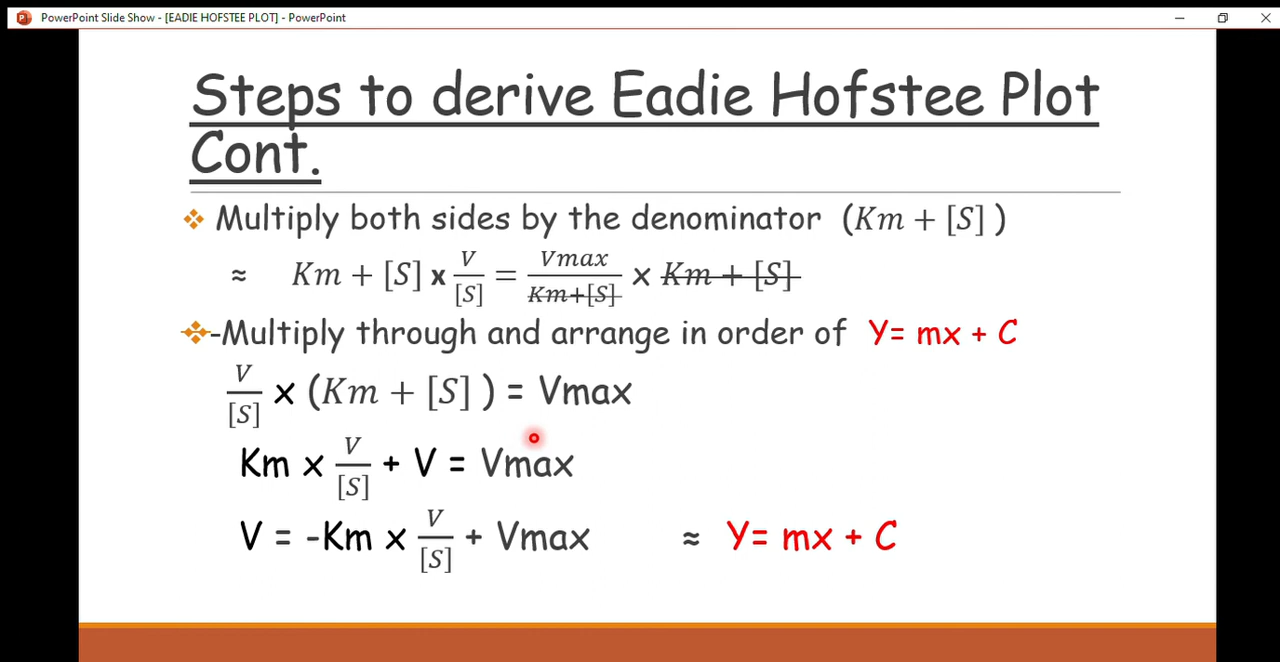 PowerPoint Slide Show - [EADIE HOFSTEE PLOT] - PowerPoint
Steps to derive Eadie Hofstee Plot
Cont.
❖ Multiply both sides by the denominator (Km + [S] )
≈ Km + [S] x V/[S] = Vmax/Km+[S] × Km + [S]
❖-Multiply through and arrange in order of Y= mx + C
V/[S] × (Km + [S] ) = Vmax
Km × V/[S] + V = Vmax
V = -Km × V/[S] + Vmax ≈ Y= mx + C